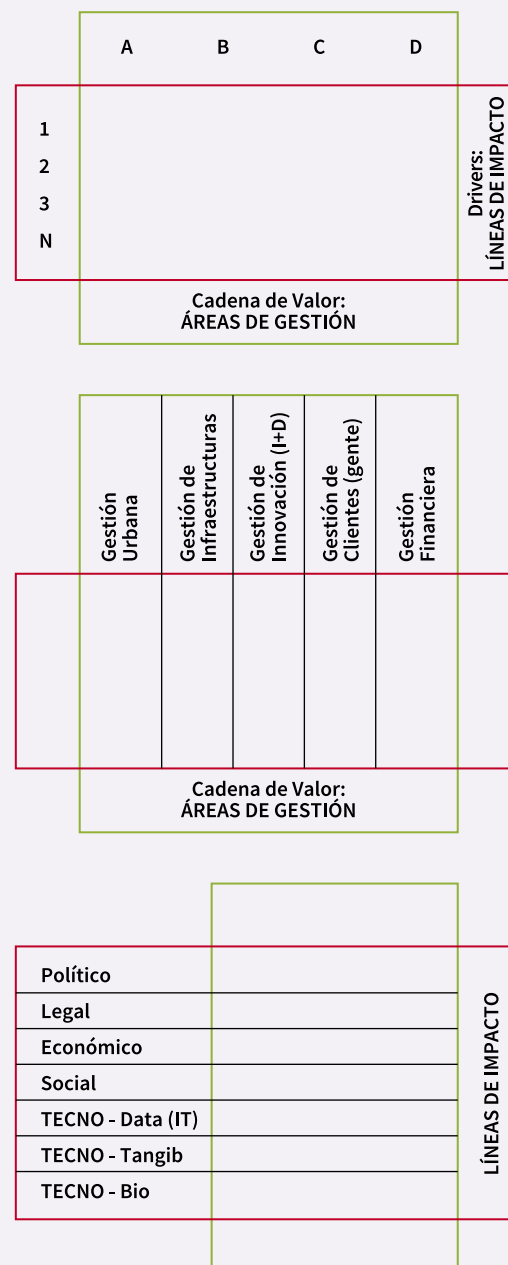 A B C D
1
2
3
N
Drivers:
LÍNEAS DE IMPACTO
Cadena de Valor:
ÁREAS DE GESTIÓN
Gestión
Urbana
Gestión de
Infraestructuras
Gestión de
Innovación (I+D)
Gestión de
Clientes (gente)
Gestión
Financiera
Cadena de Valor:
ÁREAS DE GESTIÓN
Político
Legal
Económico
Social
TECNO - Data (IT)
TECNO - Tangib
TECNO - Bio
LÍNEAS DE IMPACTO